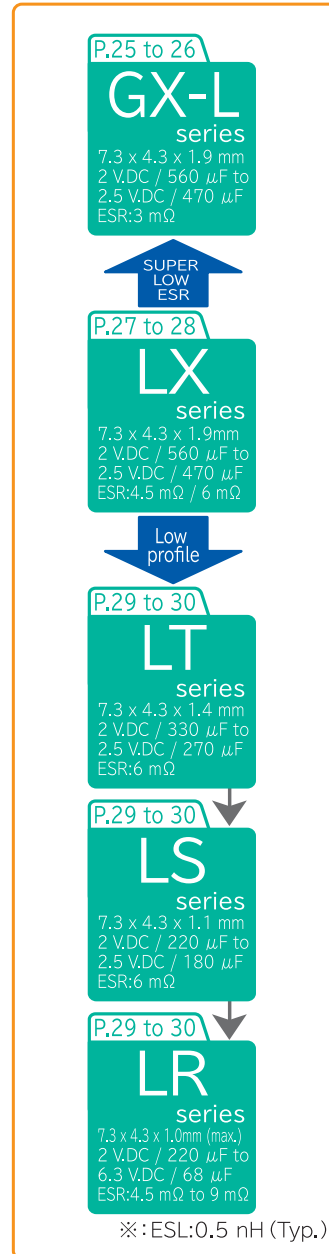 P.25 to 26
GX-L
series
7.3 x 4.3 x 1.9 mm
2 V.DC / 560 μF to
2.5 V.DC / 470 μF
ESR:3 mΩ
SUPER
LOW
ESR
P.27 to 28
LX
series
7.3 x 4.3 x 1.9mm
2 V.DC / 560 μF to
2.5 V.DC / 470 μF
ESR:4.5 mΩ / 6 mΩ
Low
profile
P.29 to 30
LT
series
7.3 x 4.3 x 1.4 mm
2 V.DC / 330 μF to
2.5 V.DC / 270 μF
ESR:6 mΩ
P.29 to 30
LS
series
7.3 x 4.3 x 1.1 mm
2 V.DC / 220 μF to
2.5 V.DC / 180 μF
ESR:6 mΩ
P.29 to 30
LR
series
7.3 x 4.3 x 1.0mm (max.)
2 V.DC / 220 μF to
6.3 V.DC / 68 μF
ESR:4.5 mΩ to 9 mΩ
※:ESL:0.5 nH (Typ.)